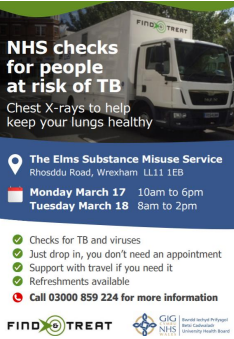 FIND & TREAT
NHS checks
for people
at risk of TB
Chest X-rays to help
keep your lungs healthy
The Elms Substance Misuse Service
Rhosddu Road, Wrexham LL11 1EB
Monday March 17 10am to 6pm
Tuesday March 18 8am to 2pm
Checks for TB and viruses
Just drop in, you don't need an appointment
Support with travel if you need it
Refreshments available
Call 03000 859 224 for more information
FIND & TREAT
GIG
CYMRU
NHS
WALES
Bwrdd Iechyd Prifysgol
Betsi Cadwaladr
University Health Board